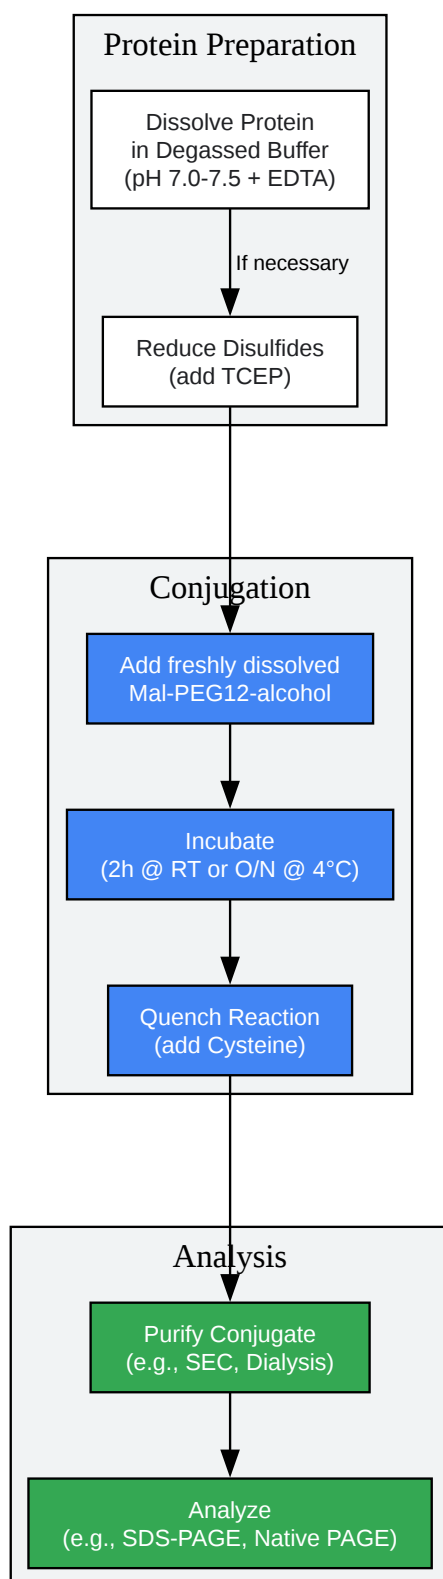 Protein Preparation
Dissolve Protein
in Degassed Buffer
(pH 7.0-7.5 + EDTA)
If necessary
Reduce Disulfides
(add TCEP)
Conjugation
Add freshly dissolved
Mal-PEG12-alcohol
Incubate
(2h @ RT or O/N @ 4°C)
Quench Reaction
(add Cysteine)
Analysis
Purify Conjugate
(e.g., SEC, Dialysis)
Analyze
(e.g., SDS-PAGE, Native PAGE)